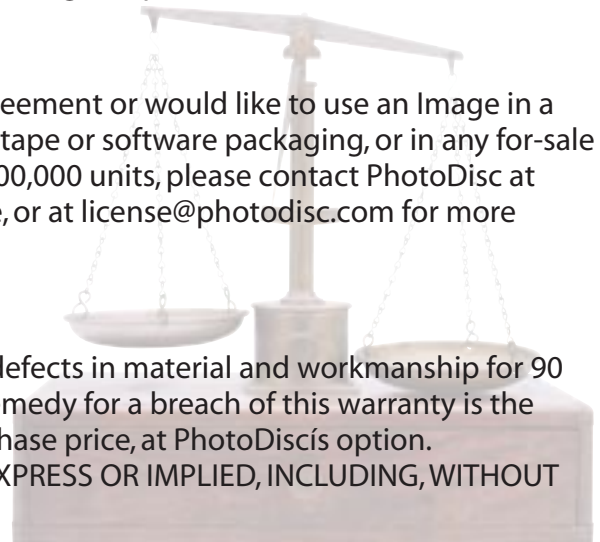 reement or would like to use an Image in a
tape or software packaging, or in any for-sale
00,000 units, please contact PhotoDisc at
e, or at license@photodisc.com for more
defects in material and workmanship for 90
emedy for a breach of this warranty is the
hase price, at PhotoDiscís option.
XPRESS OR IMPLIED, INCLUDING, WITHOUT